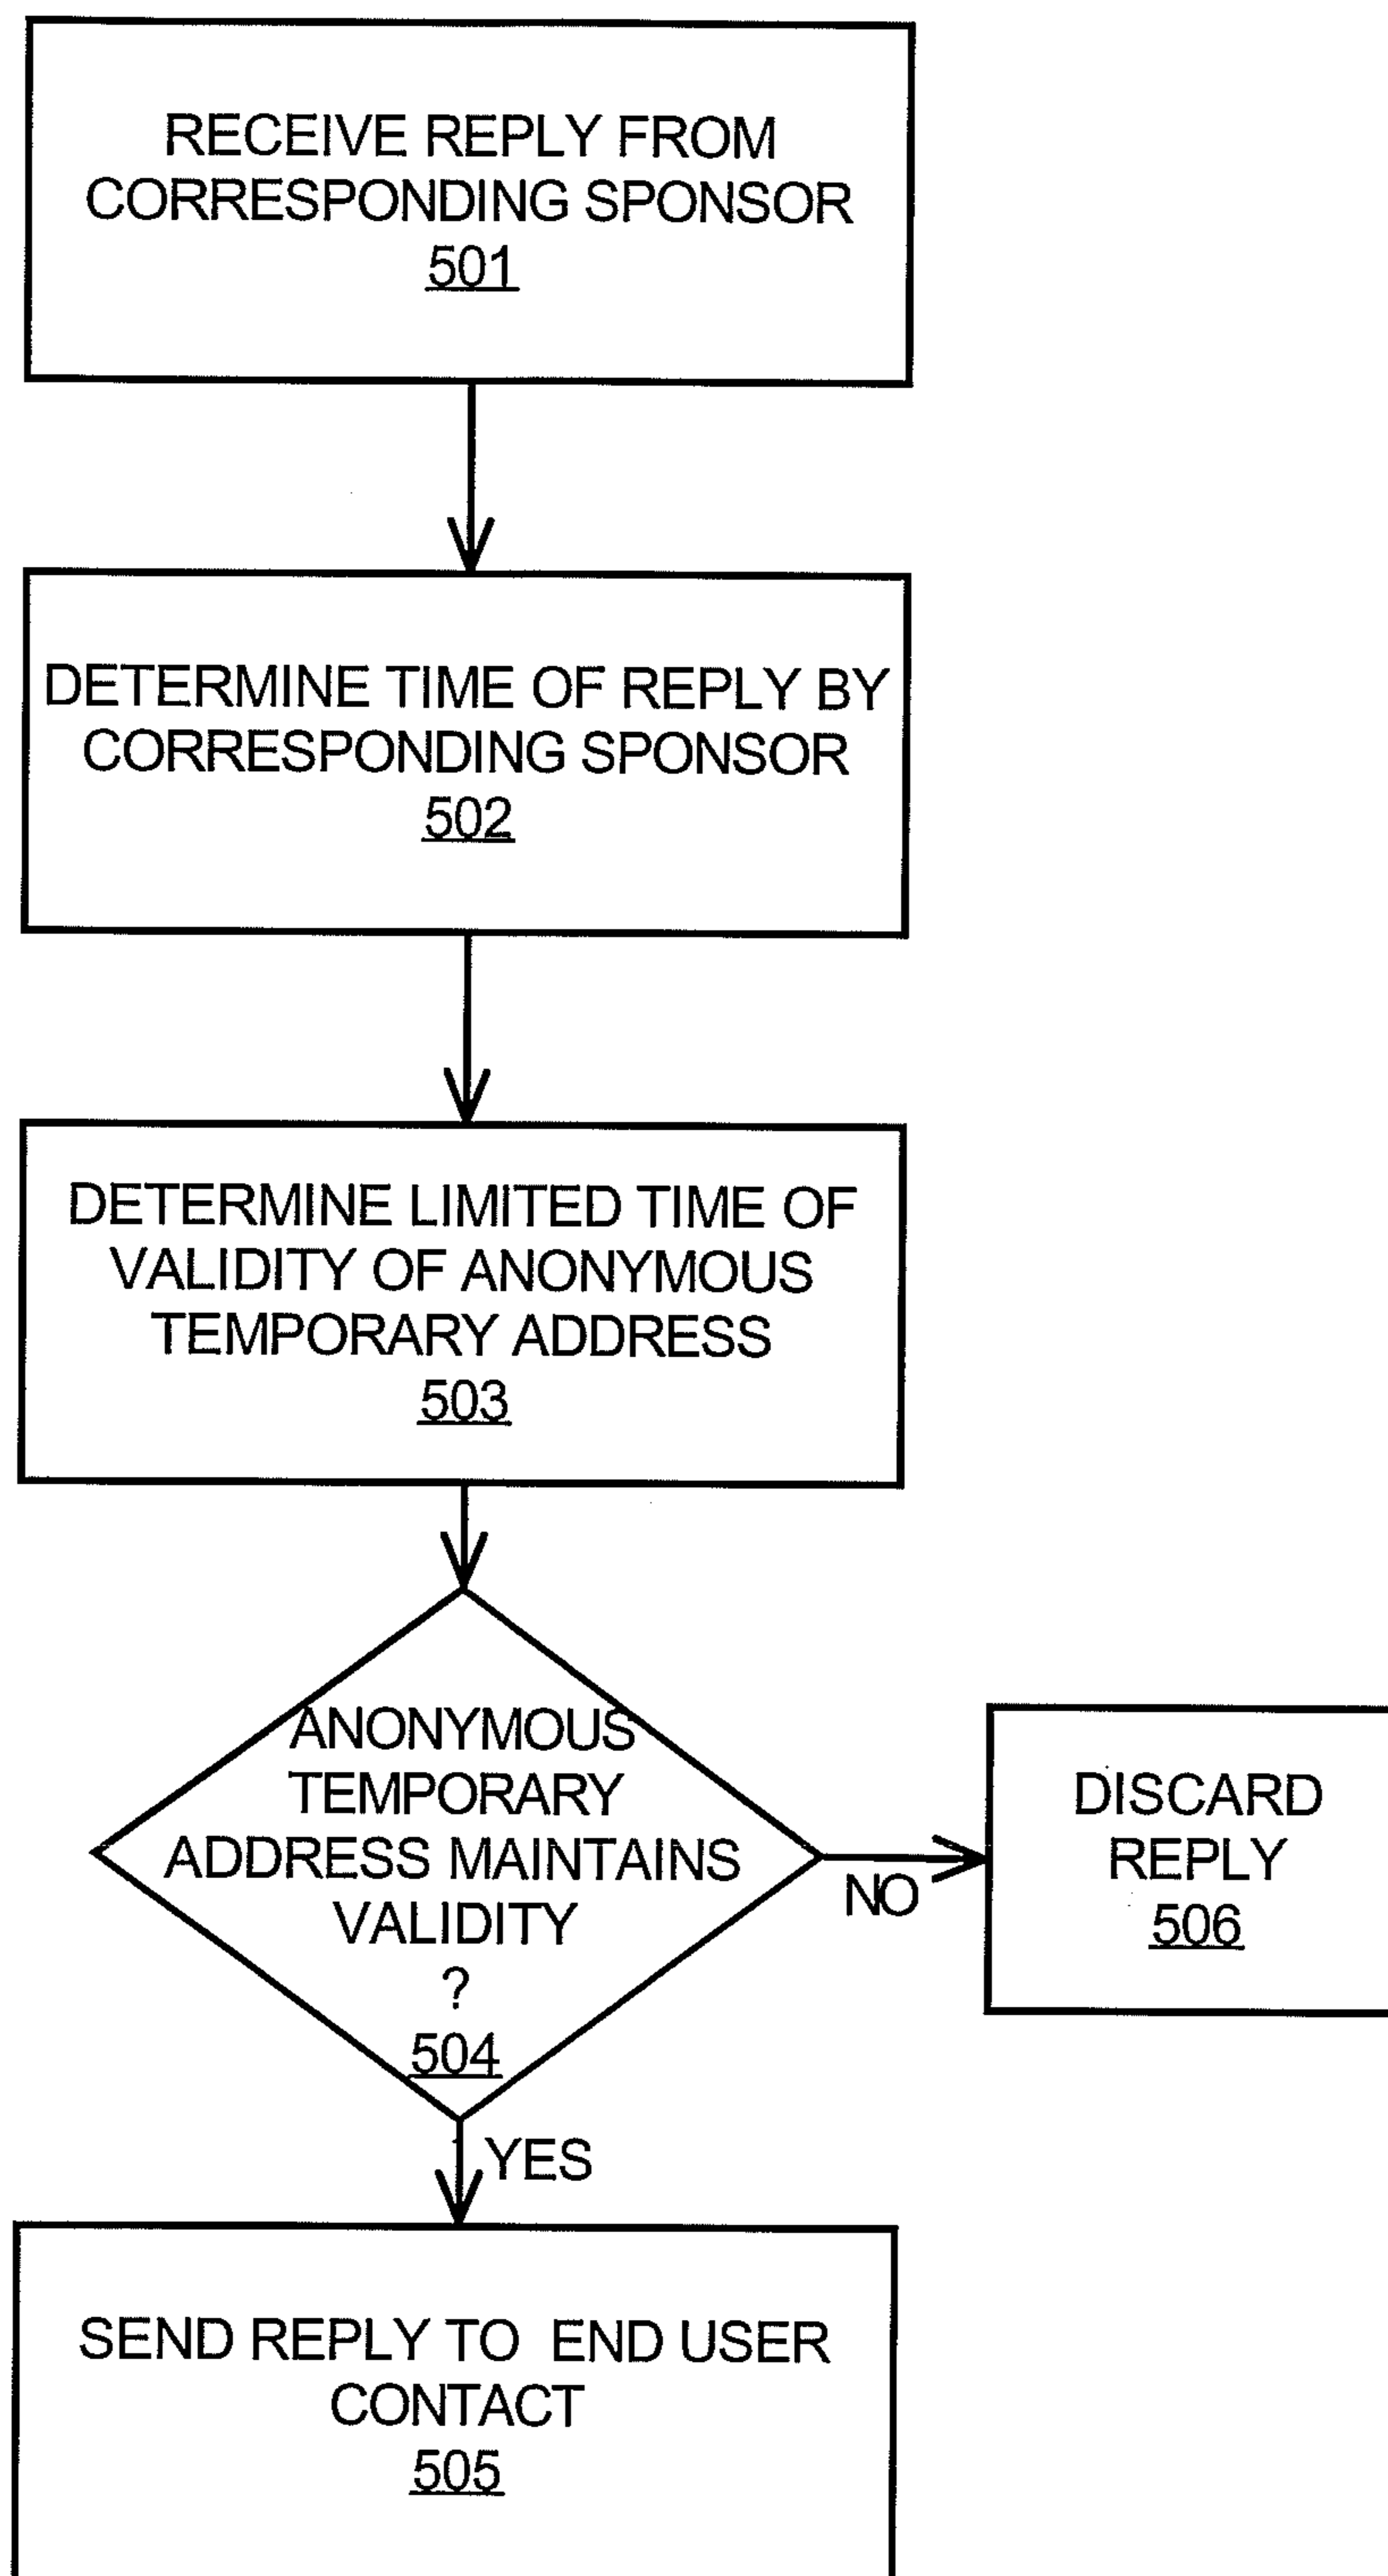 RECEIVE REPLY FROM
CORRESPONDING SPONSOR
501
DETERMINE TIME OF REPLY BY
CORRESPONDING SPONSOR
502
DETERMINE LIMITED TIME OF
VALIDITY OF ANONYMOUS
TEMPORARY ADDRESS
503
ANONYMOUS
TEMPORARY
ADDRESS MAINTAINS
VALIDITY
?
504
NO
DISCARD
REPLY
506
YES
SEND REPLY TO END USER
CONTACT
505